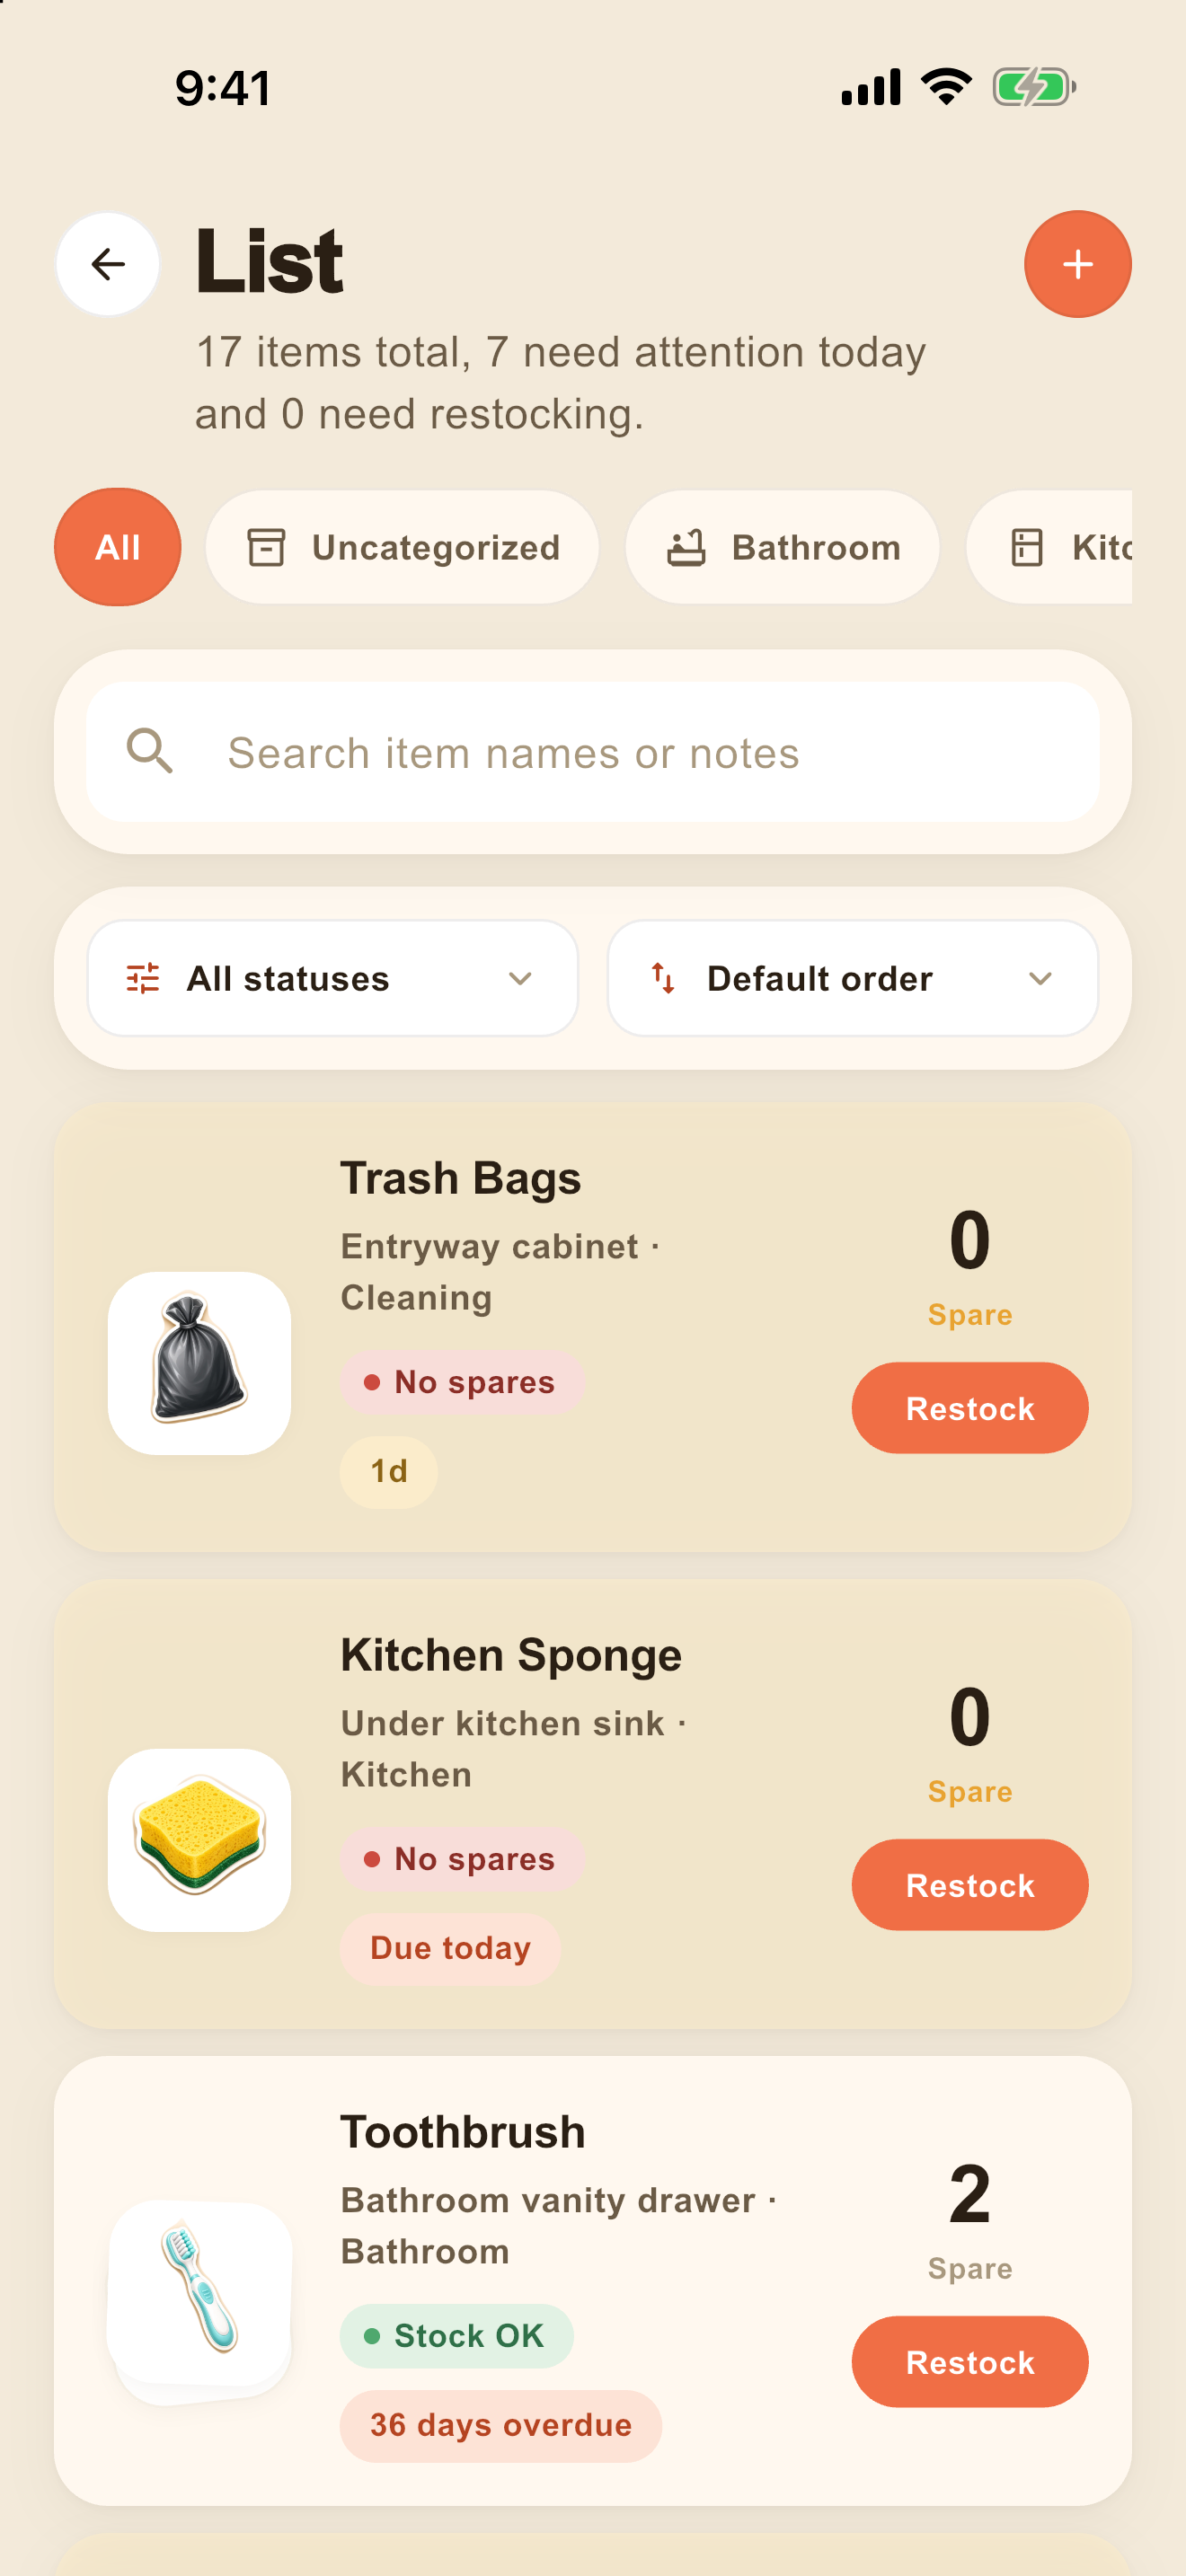 9:41
List
17 items total, 7 need attention today
and 0 need restocking.
All
Uncategorized
Bathroom
Search item names or notes
All statuses
Default order
Trash Bags
Entryway cabinet ·
Cleaning
No spares
1d
0
Spare
Restock
Kitchen Sponge
Under kitchen sink ·
Kitchen
No spares
Due today
0
Spare
Restock
Toothbrush
Bathroom vanity drawer ·
Bathroom
Stock OK
36 days overdue
2
Spare
Restock